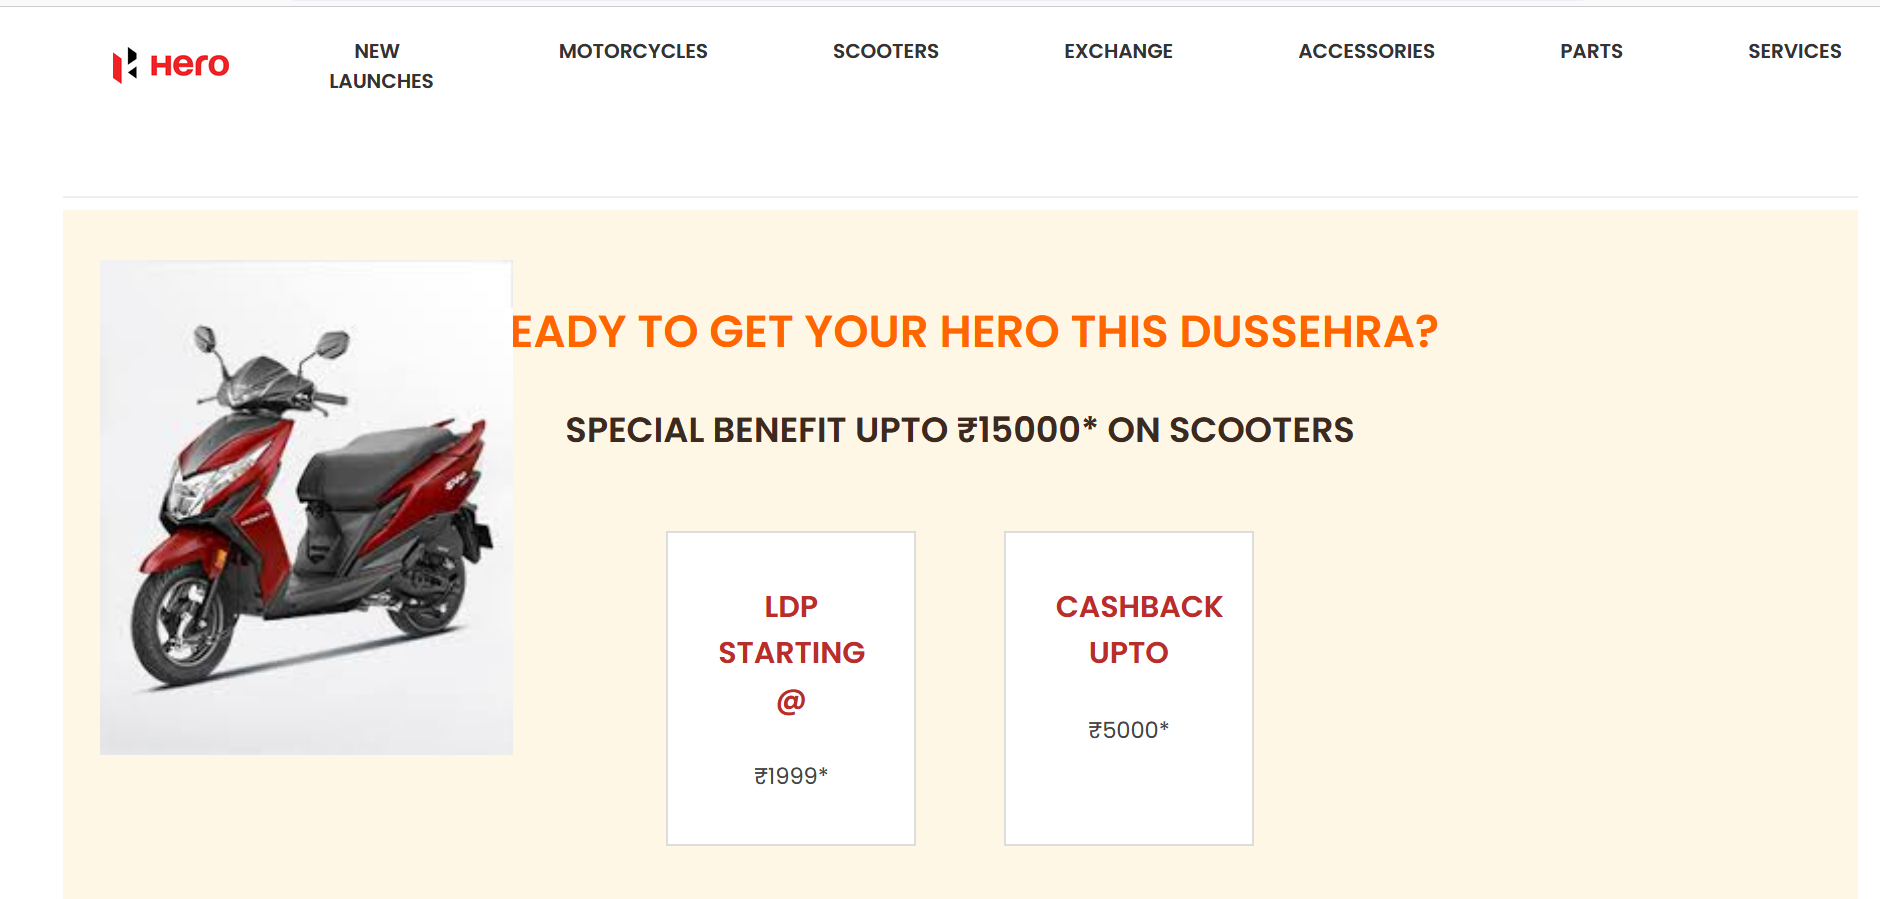 Hero
NEW
LAUNCHES
MOTORCYCLES
SCOOTERS
EXCHANGE
ACCESSORIES
PARTS
SERVICES
EADY TO GET YOUR HERO THIS DUSSEHRA?
SPECIAL BENEFIT UPTO ₹15000* ON SCOOTERS
LDP
STARTING
@
₹1999*
CASHBACK
UPTO
₹5000*